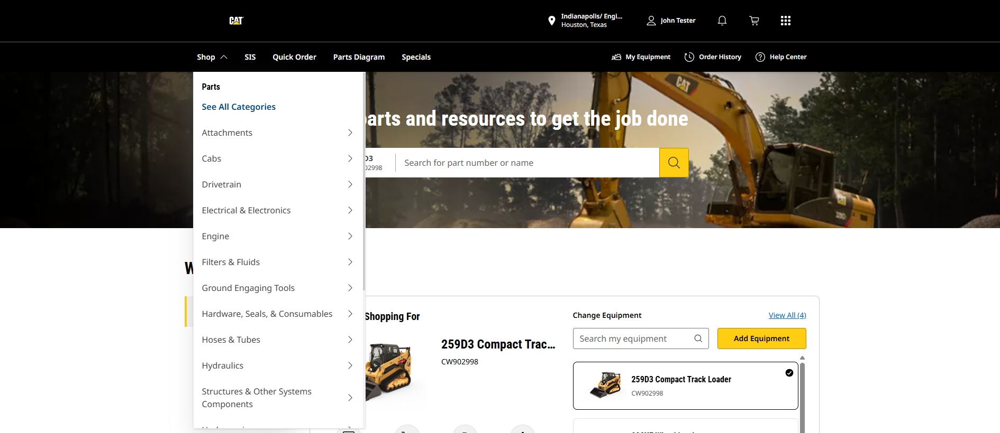 CAT
Indianapolis/ Engl...
Houston, Texas
John Tester
Shop
SIS
Quick Order
Parts Diagram
Specials
My Equipment
Order History
Help Center
Parts
See All Categories
Attachments
Cabs
Drivetrain
Electrical & Electronics
Engine
Filters & Fluids
Ground Engaging Tools
Hardware, Seals, & Consumables
Hoses & Tubes
Hydraulics
Structures & Other Systems
Components
arts and resources to get the job done
D3
02998
Search for part number or name
CAT
W
Shopping For
259D3 Compact Trac...
CW902998
Change Equipment
View All (4)
Search my equipment
Add Equipment
259D3 Compact Track Loader
CW902998